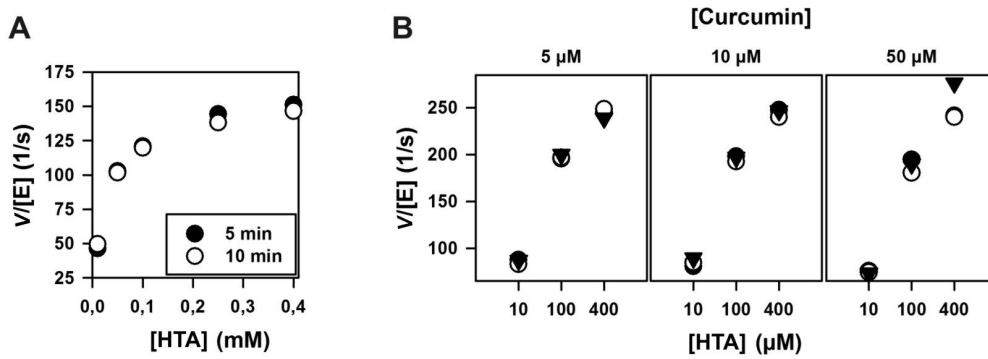 A
V/[E] (1/s)
175
150
125
100
75
50
25
5 min
10 min
0,0 0,1 0,2 0,3 0,4
[HTA] (mM)
B
[Curcumin]
5 µM 10 µM 50 µM
V/[E] (1/s)
250
200
150
100
10 100 400 10 100 400 10 100 400
[HTA] (µM)